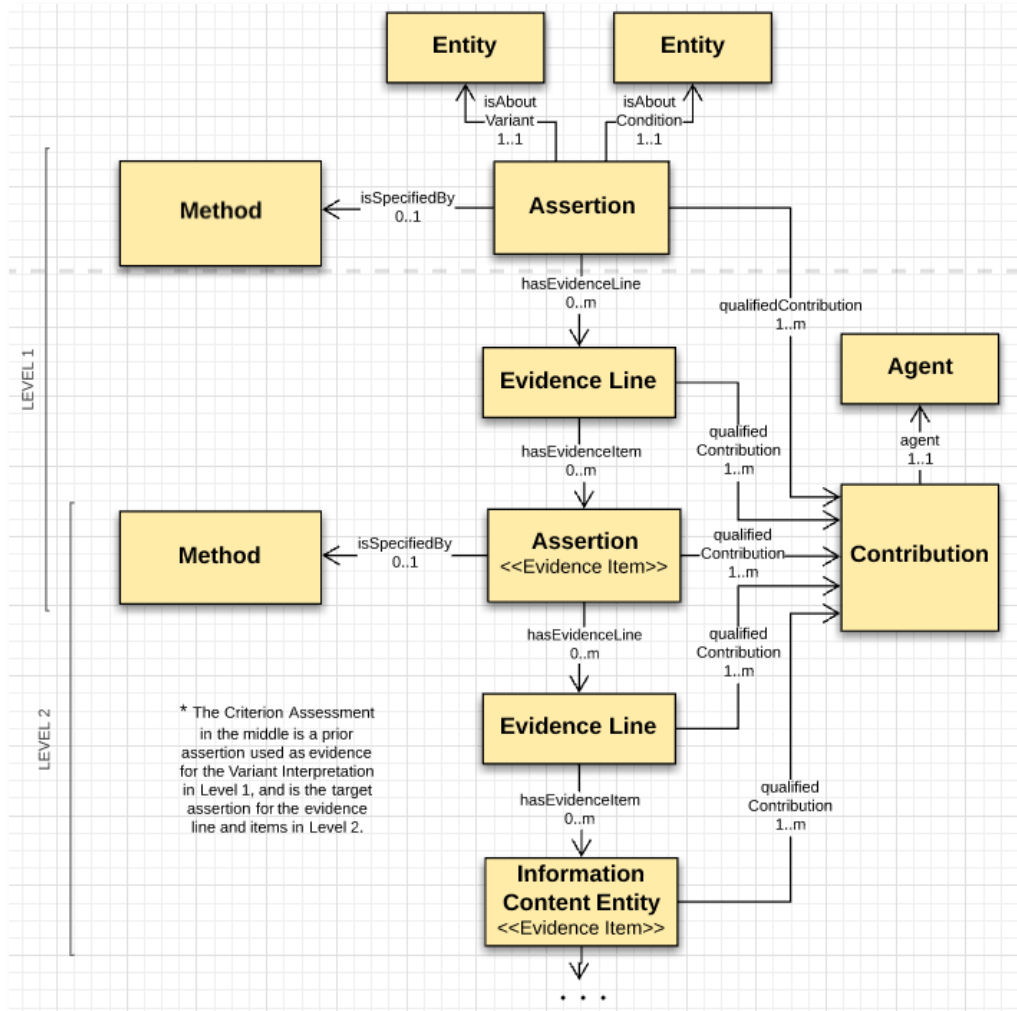 Entity
Entity
isAbout
Variant
1..1
isAbout
Condition
1..1
Method
isSpecifiedBy
0..1
Assertion
hasEvidenceLine
0..m
qualifiedContribution
1..m
LEVEL 1
Evidence Line
Agent
qualified
Contribution
1..m
agent
1..1
hasEvidenceItem
0..m
Method
isSpecifiedBy
0..1
Assertion
<<Evidence Item>>
qualified
Contribution
1..m
Contribution
hasEvidenceLine
0..m
qualified
Contribution
1..m
LEVEL 2
* The Criterion Assessment
in the middle is a prior
assertion used as evidence
for the Variant Interpretation
in Level 1, and is the target
assertion for the evidence
line and items in Level 2.
Evidence Line
hasEvidenceItem
0..m
qualified
Contribution
1..m
Information
Content Entity
<<Evidence Item>>
. . .